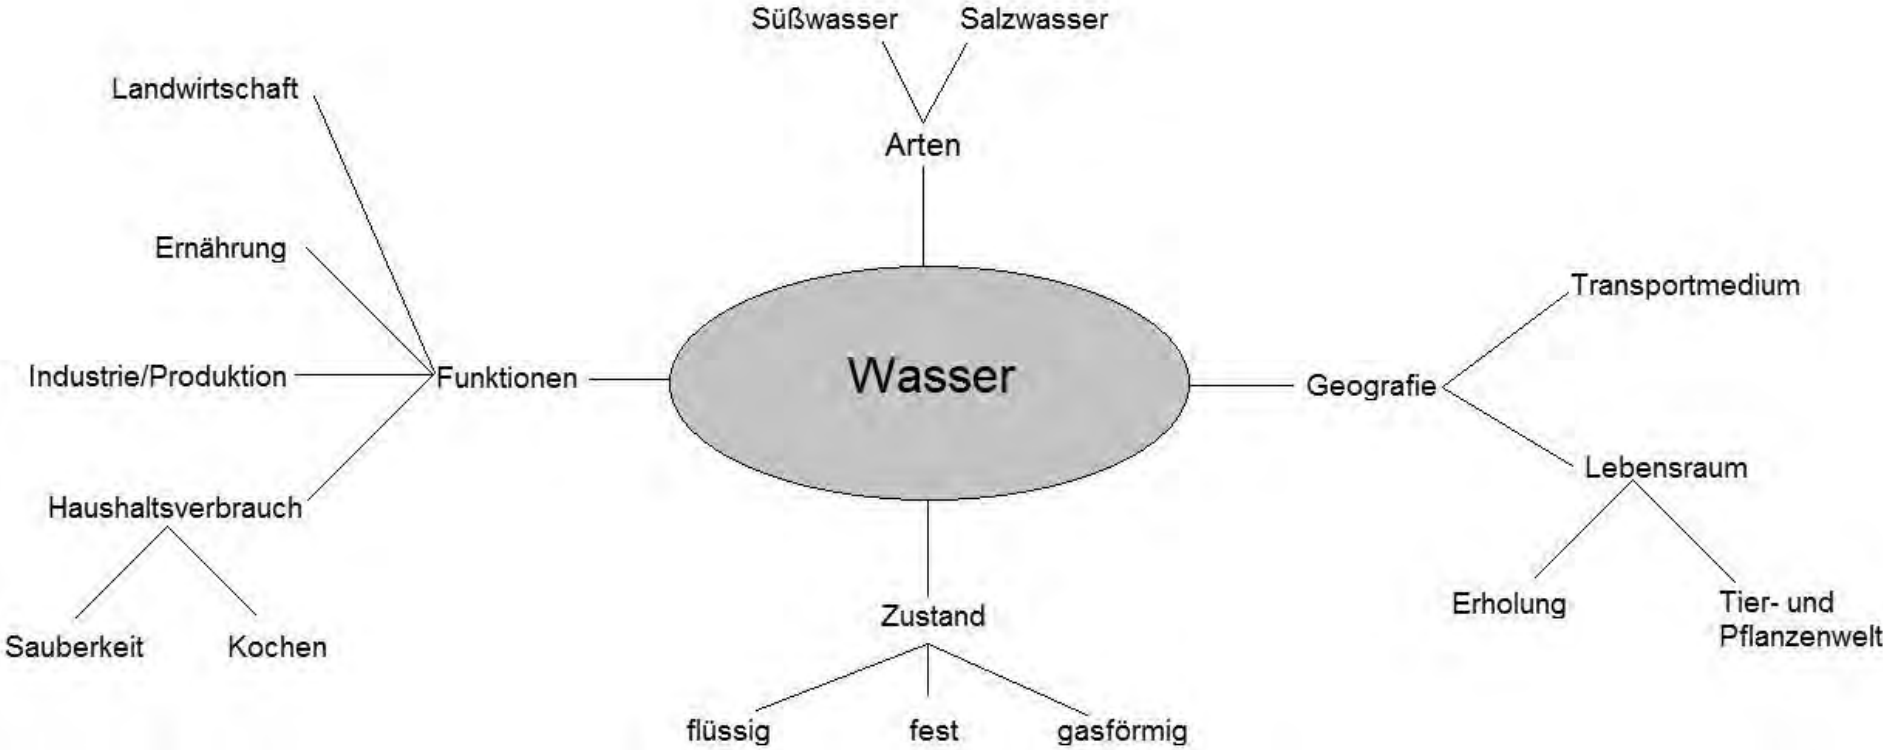 Süßwasser
Salzwasser
Landwirtschaft
Arten
Ernährung
Transportmedium
Wasser
Industrie/Produktion
Funktionen
Geografie
Lebensraum
Haushaltsverbrauch
Erholung
Tier- und
Pflanzenwelt
Zustand
Sauberkeit
Kochen
flüssig
fest
gasförmig